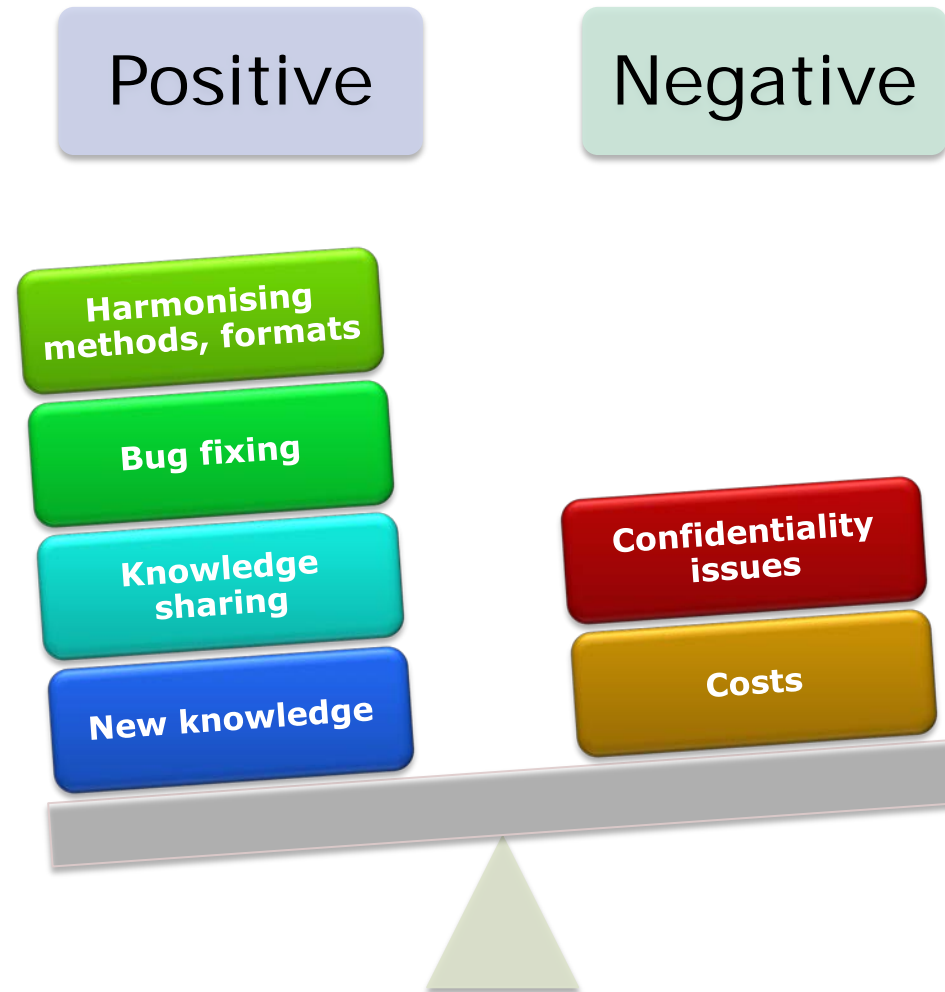 Positive
Negative
Harmonising
methods, formats
Bug fixing
Knowledge
sharing
New knowledge
Confidentiality
issues
Costs